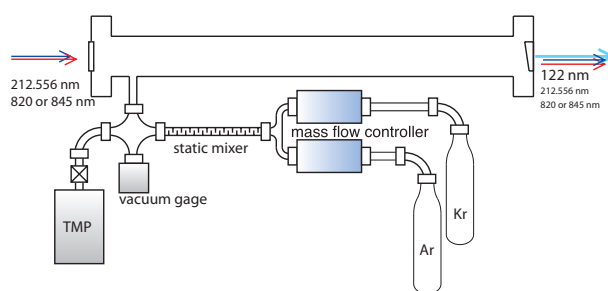 212.556 nm
820 or 845 nm
122 nm
212.556 nm
820 or 845 nm
mass flow controller
static mixer
vacuum gage
TMP
Kr
Ar